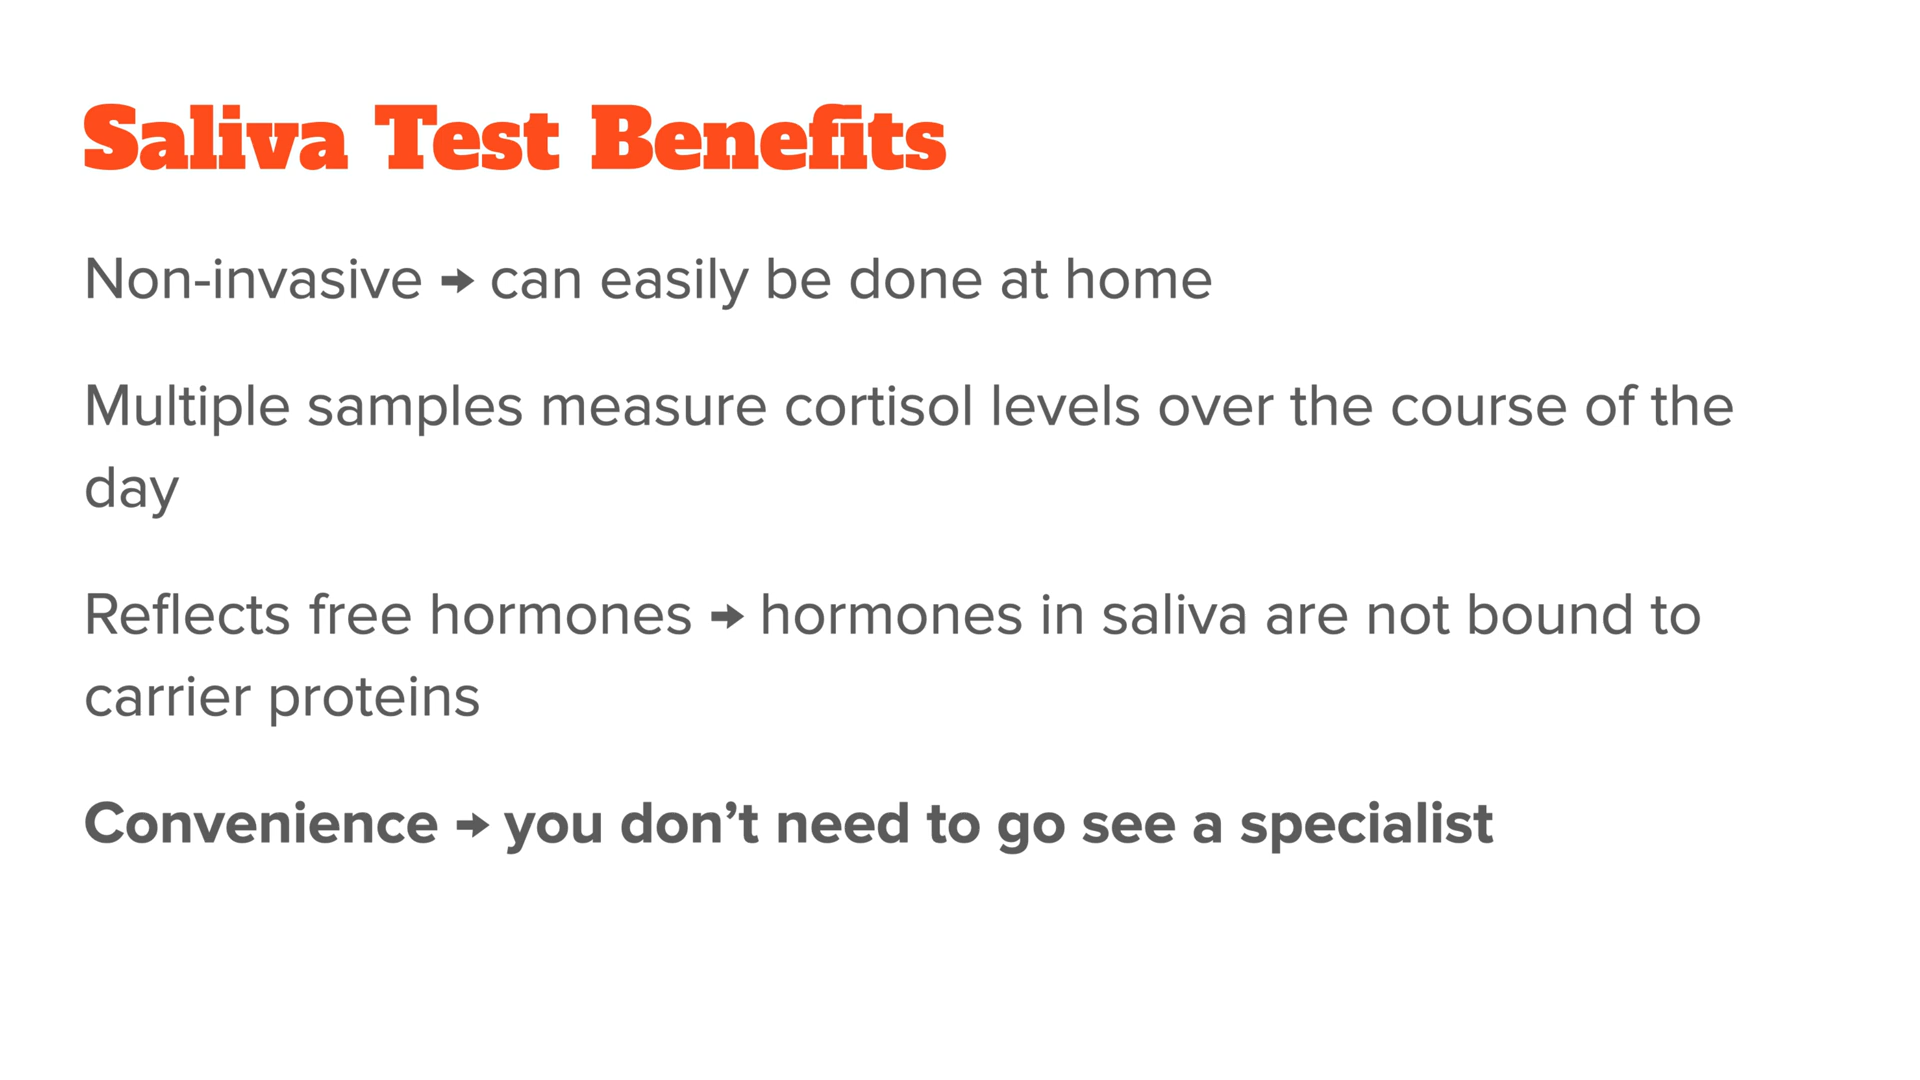 Saliva Test Benefits
Non-invasive ➡ can easily be done at home
Multiple samples measure cortisol levels over the course of the
day
Reflects free hormones ➡ hormones in saliva are not bound to
carrier proteins
Convenience ➡ you don’t need to go see a specialist